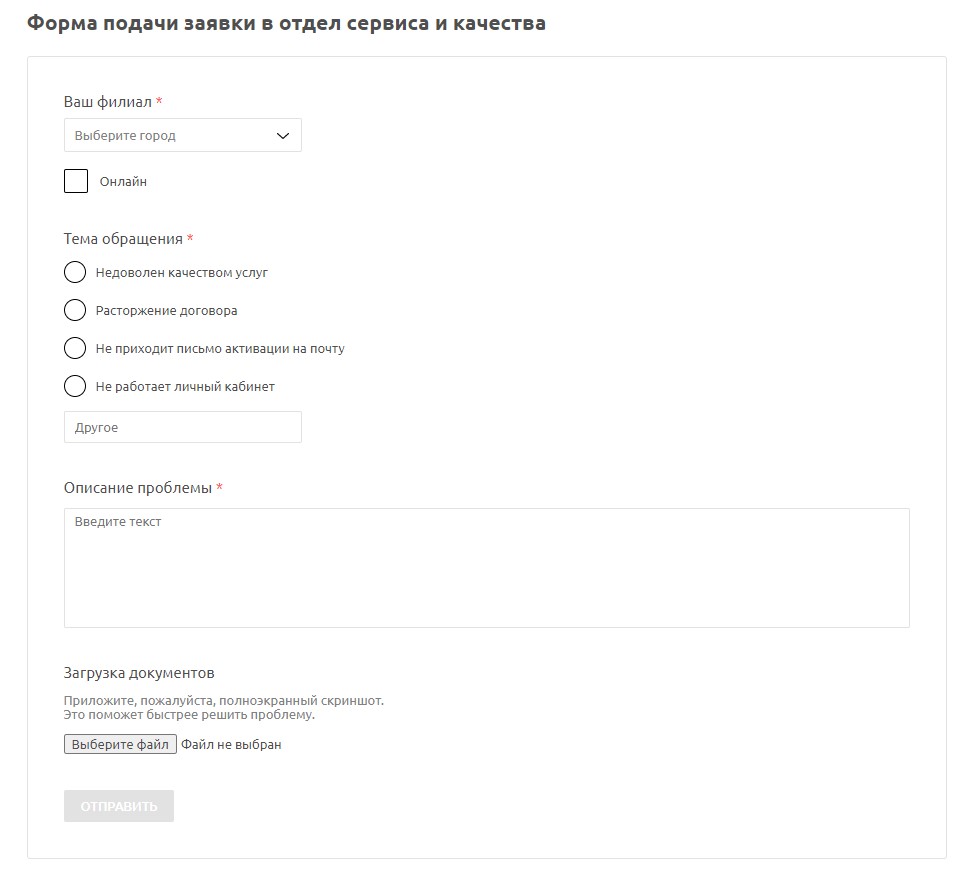 Форма подачи заявки в отдел сервиса и качества
Ваш филиал *
Выберите город
Онлайн
Тема обращения *
Недоволен качеством услуг
Расторжение договора
Не приходит письмо активации на почту
Не работает личный кабинет
Другое
Описание проблемы *
Введите текст
Загрузка документов
Приложите, пожалуйста, полноэкранный скриншот.
Это поможет быстрее решить проблему.
Выберите файл Файл не выбран
ОТПРАВИТЬ